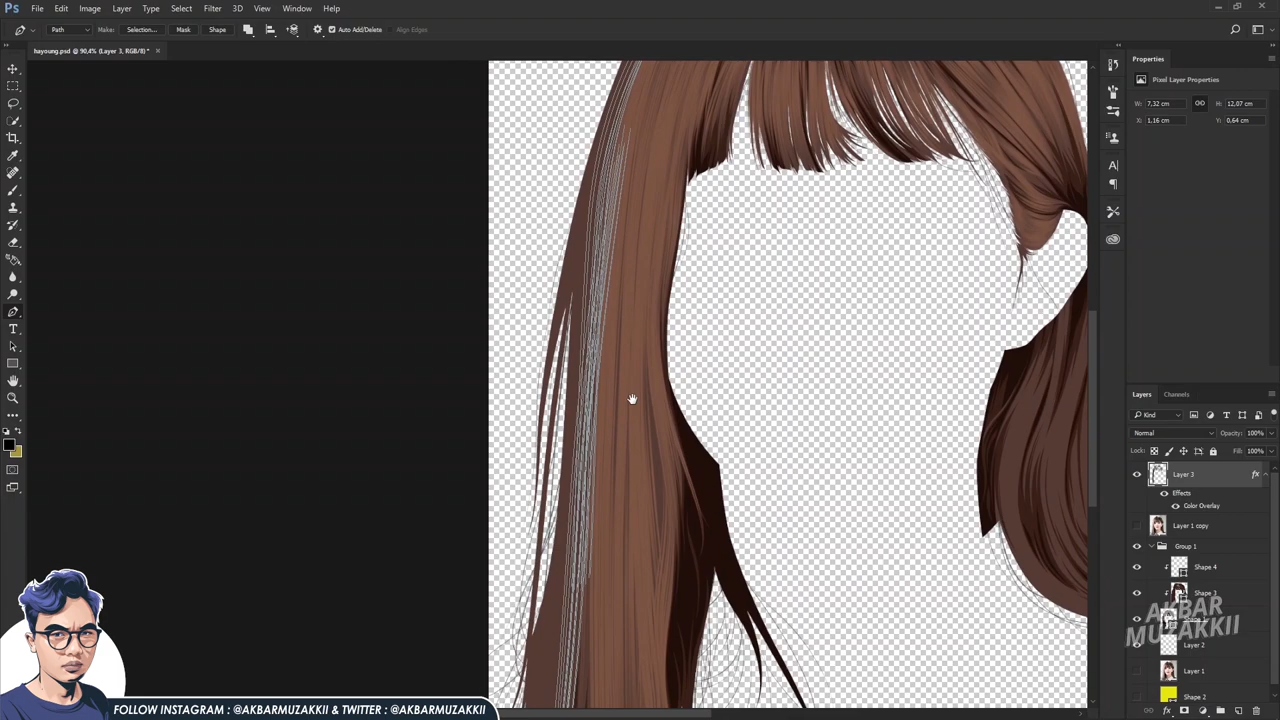 Ps File Edit Image Layer Type Select Filter 3D View Window Help
Path Make: Selection... Mask Shape Auto Add/Delete Align Edges
hayoung.psd @ 90,4% (Layer 3, RGB/8) * ×
Properties
Pixel Layer Properties
W: 7,32 cm H: 12,07 cm
X: 1,16 cm Y: 0,64 cm
Layers Channels
Kind
Normal Opacity: 100%
Lock: Fill: 100%
Layer 3 fx
Effects
Color Overlay
Layer 1 copy
Group 1
Shape 4
Shape 3
Layer 2
Layer 1
Shape 2
AKBAR
MUZAKKII
FOLLOW INSTAGRAM : @AKBARMUZAKKII & TWITTER : @AKBARMUZAKKII